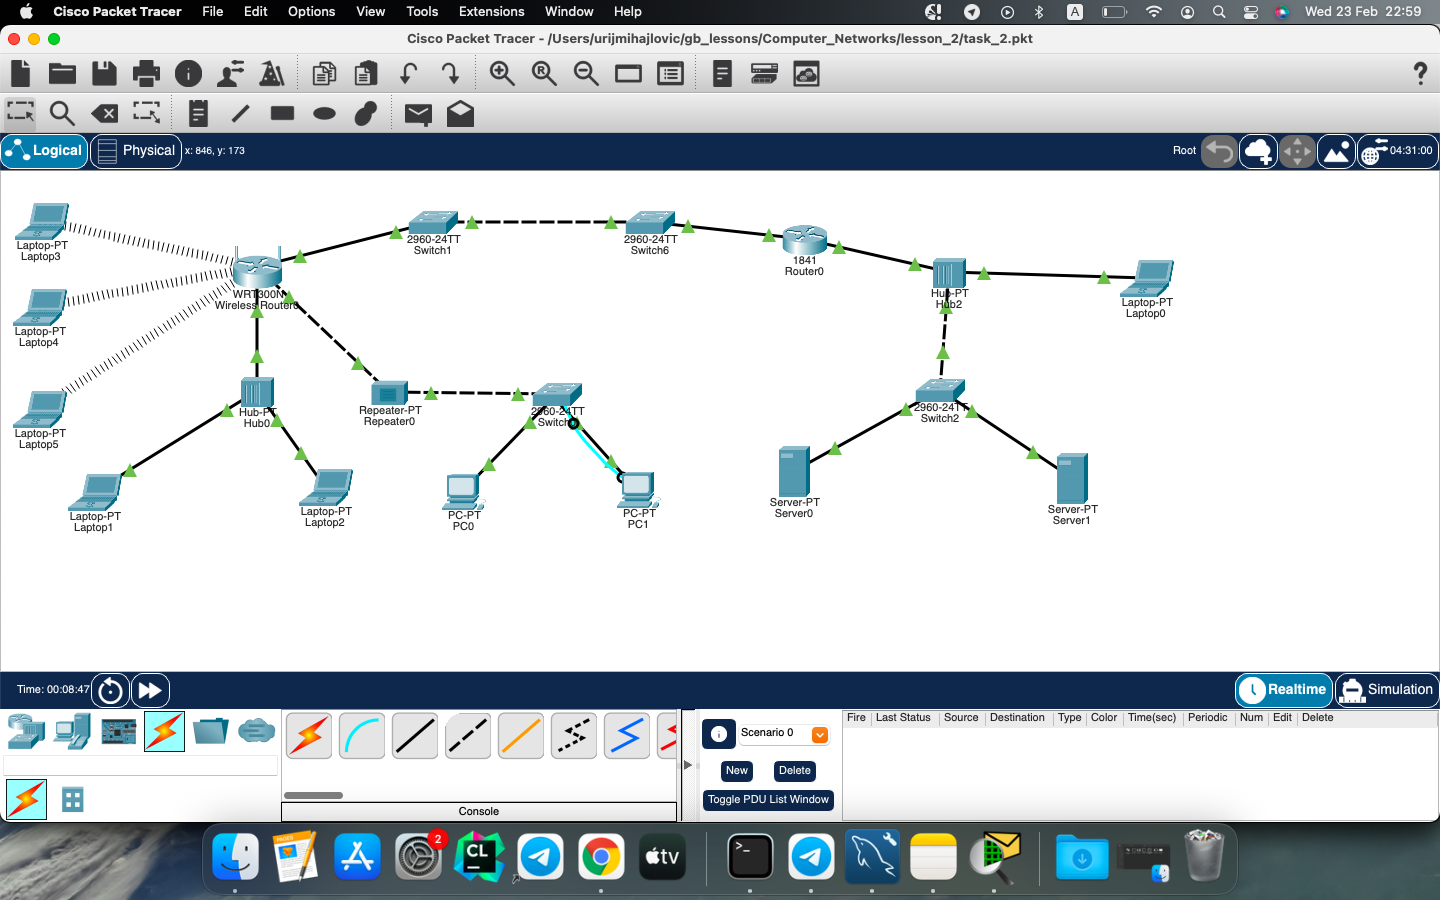 Cisco Packet Tracer File Edit Options View Tools Extensions Window Help A Wed 23 Feb 22:59
Cisco Packet Tracer - /Users/urijmihajlovic/gb_lessons/Computer_Networks/lesson_2/task_2.pkt
Logical Physical x: 846, y: 173 Root 04:31:00
Laptop-PT
Laptop3
2960-24TT
Switch1
2960-24TT
Switch6
1841
Router0
WRT300N
Wireless Router0
Hub-PT
Hub2
Laptop-PT
Laptop0
Laptop-PT
Laptop4
Laptop-PT
Laptop5
Hub-PT
Hub0
Repeater-PT
Repeater0
2960-24TT
2960-24TT
Switch2
Laptop-PT
Laptop1
Laptop-PT
Laptop2
PC-PT
PC0
PC-PT
PC1
Server-PT
Server0
Server-PT
Server1
Time: 00:08:47 Realtime Simulation
Scenario 0
New Delete
Toggle PDU List Window
Fire Last Status Source Destination Type Color Time(sec) Periodic Num Edit Delete
Console
PAGES
2
CL
tv
>_